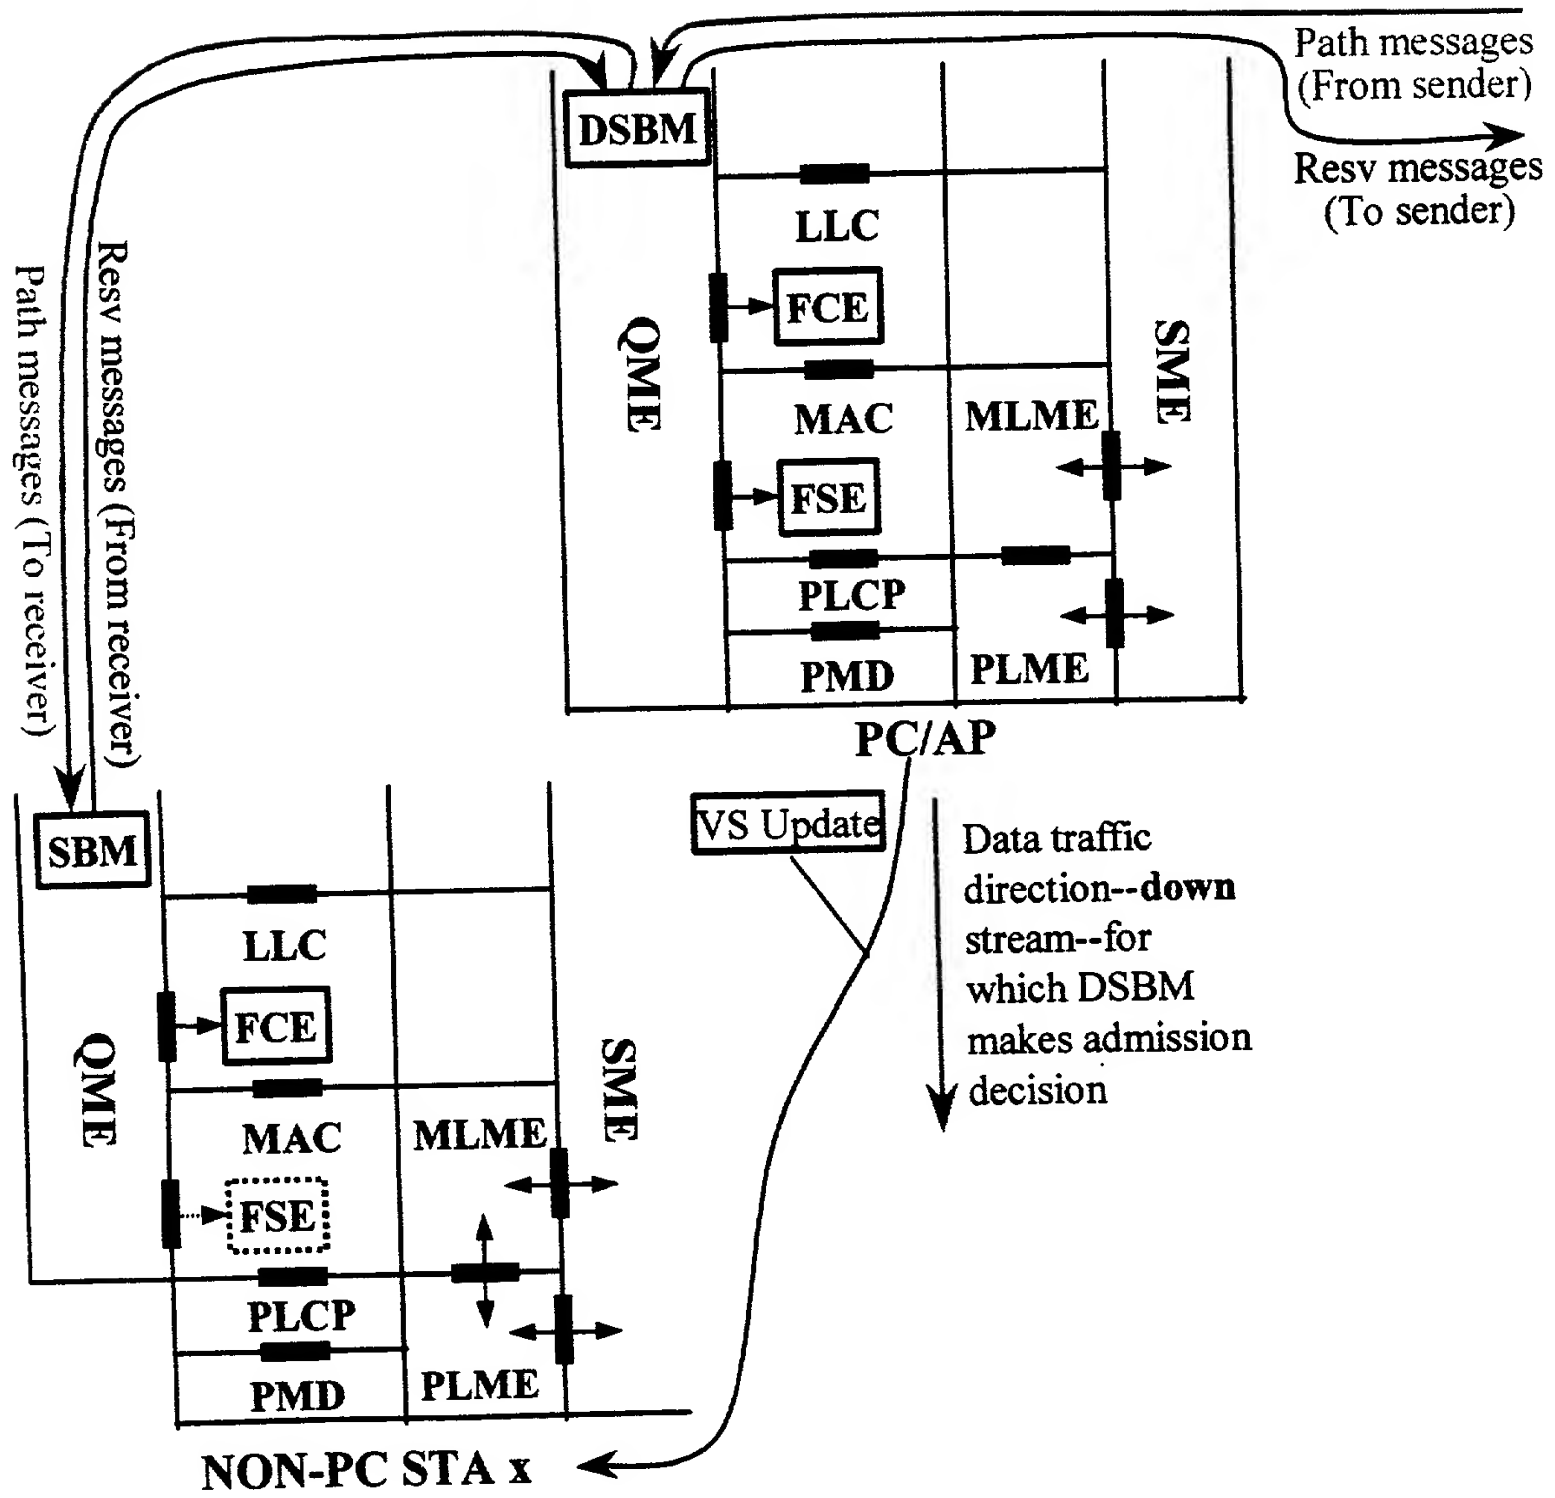 Path messages
(From sender)
DSBM
Resv messages
(To sender)
LLC
FCE
QME
SME
MAC
MLME
FSE
PLCP
PMD
PLME
PC/AP
Path messages (To receiver)
Resv messages (From receiver)
VS Update
Data traffic
direction--down
stream--for
which DSBM
makes admission
decision
SBM
LLC
FCE
QME
SME
MAC
MLME
FSE
PLCP
PMD
PLME
NON-PC STA x